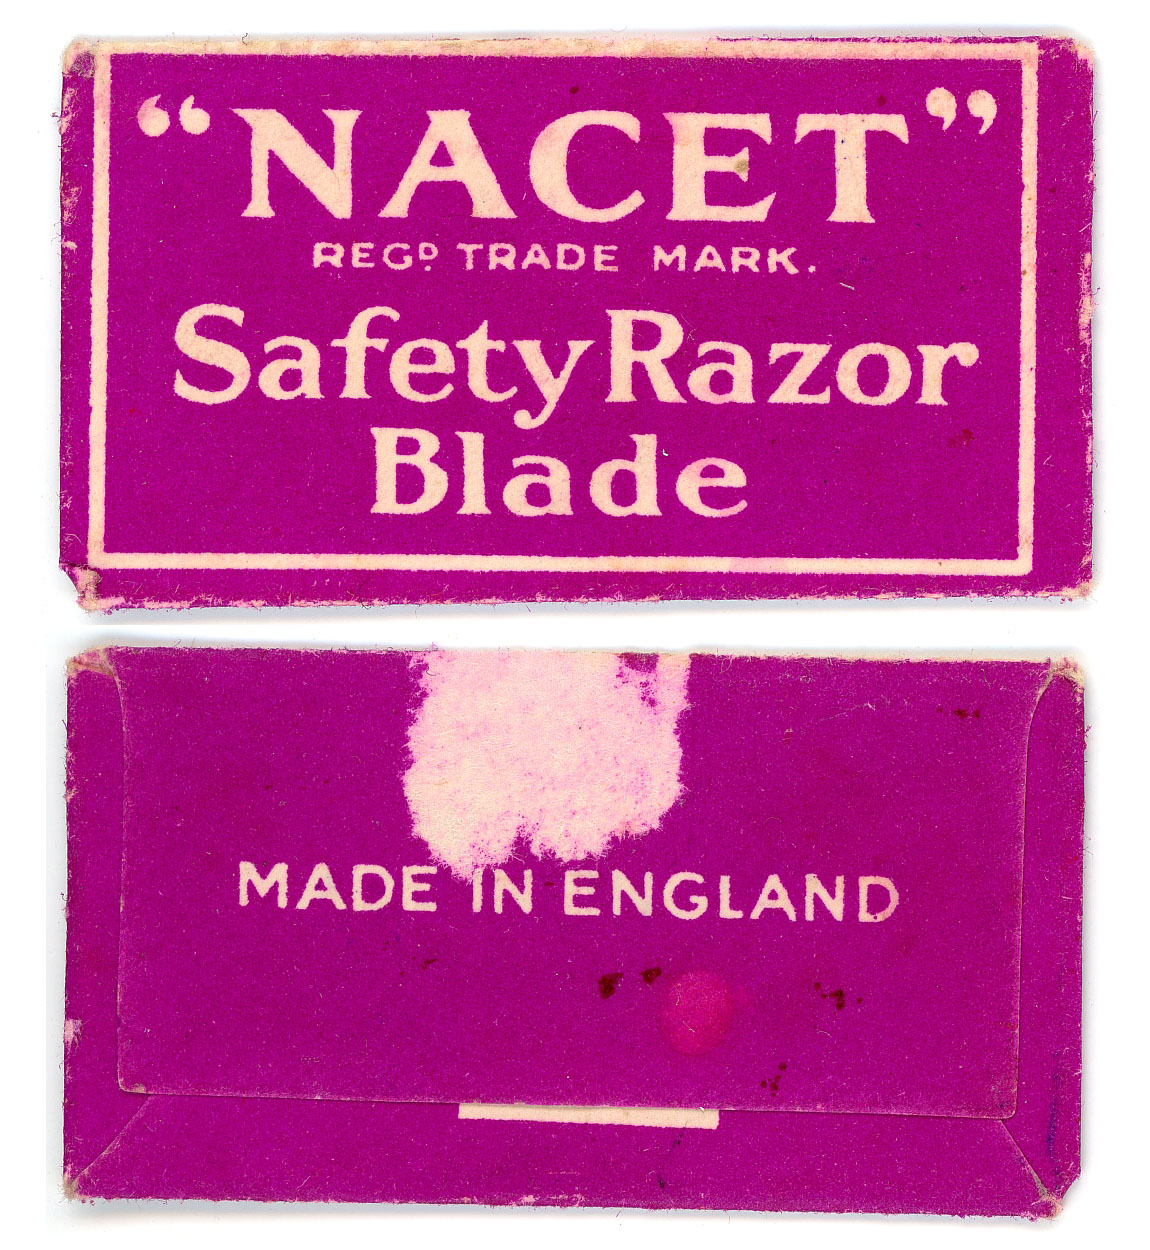 “NACET”
REGᴰ TRADE MARK.
Safety Razor
Blade
MADE IN ENGLAND